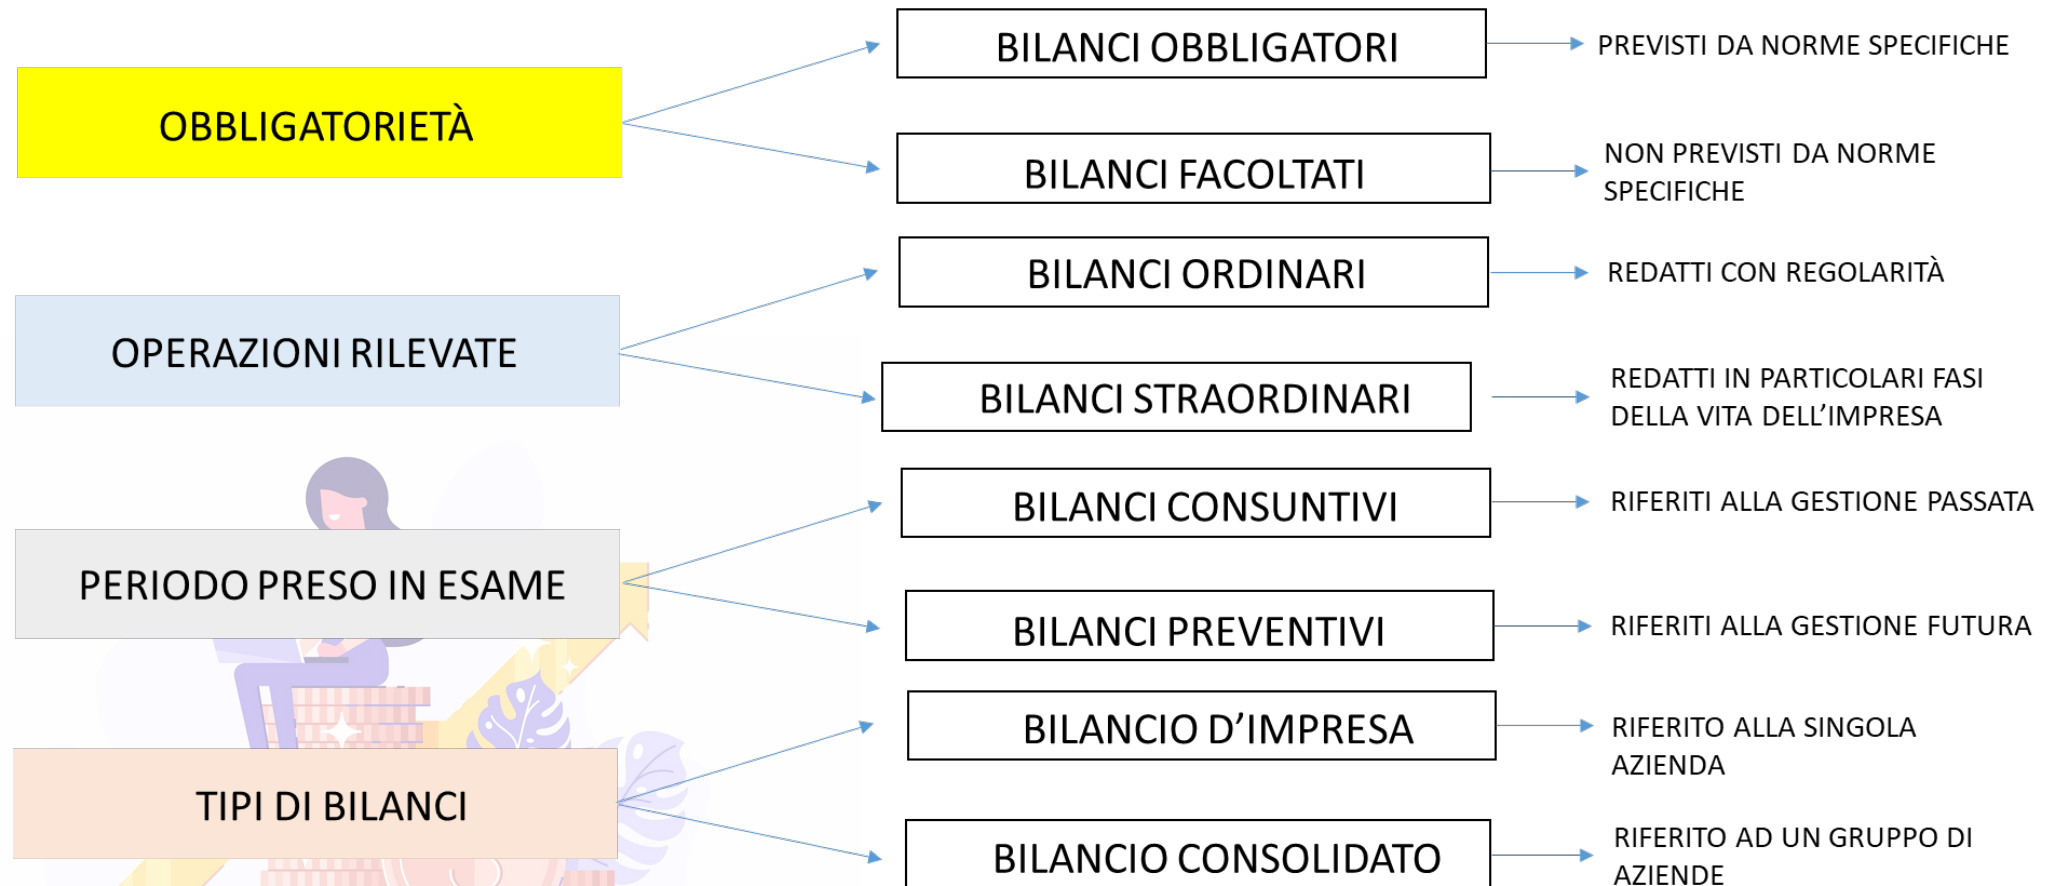 OBBLIGATORIETÀ
BILANCI OBBLIGATORI
PREVISTI DA NORME SPECIFICHE
BILANCI FACOLTATI
NON PREVISTI DA NORME
SPECIFICHE
OPERAZIONI RILEVATE
BILANCI ORDINARI
REDATTI CON REGOLARITÀ
BILANCI STRAORDINARI
REDATTI IN PARTICOLARI FASI
DELLA VITA DELL’IMPRESA
PERIODO PRESO IN ESAME
BILANCI CONSUNTIVI
RIFERITI ALLA GESTIONE PASSATA
BILANCI PREVENTIVI
RIFERITI ALLA GESTIONE FUTURA
TIPI DI BILANCI
BILANCIO D’IMPRESA
RIFERITO ALLA SINGOLA
AZIENDA
BILANCIO CONSOLIDATO
RIFERITO AD UN GRUPPO DI
AZIENDE